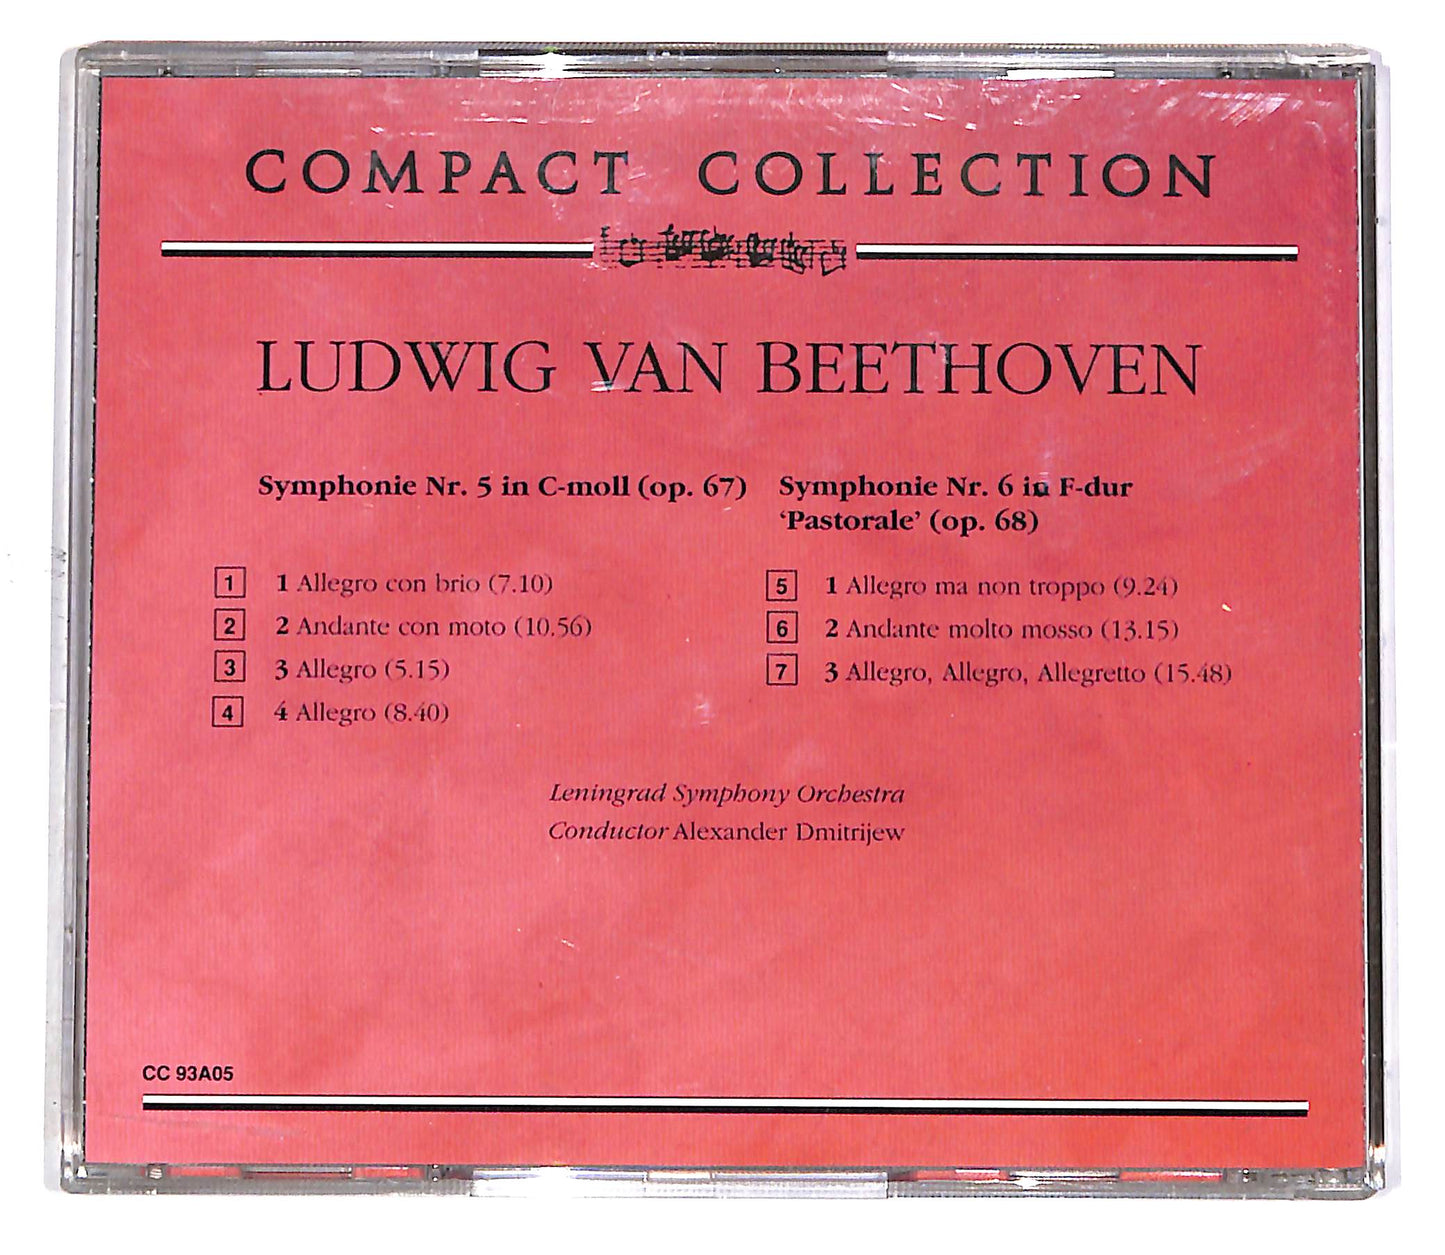 COMPACT COLLECTION
LUDWIG VAN BEETHOVEN
Symphonie Nr. 5 in C-moll (op. 67)
1 1 Allegro con brio (7.10)
2 2 Andante con moto (10.56)
3 3 Allegro (5.15)
4 4 Allegro (8.40)
Symphonie Nr. 6 in F-dur
‘Pastorale’ (op. 68)
5 1 Allegro ma non troppo (9.24)
6 2 Andante molto mosso (13.15)
7 3 Allegro, Allegro, Allegretto (15.48)
Leningrad Symphony Orchestra
Conductor Alexander Dmitrijew
CC 93A05